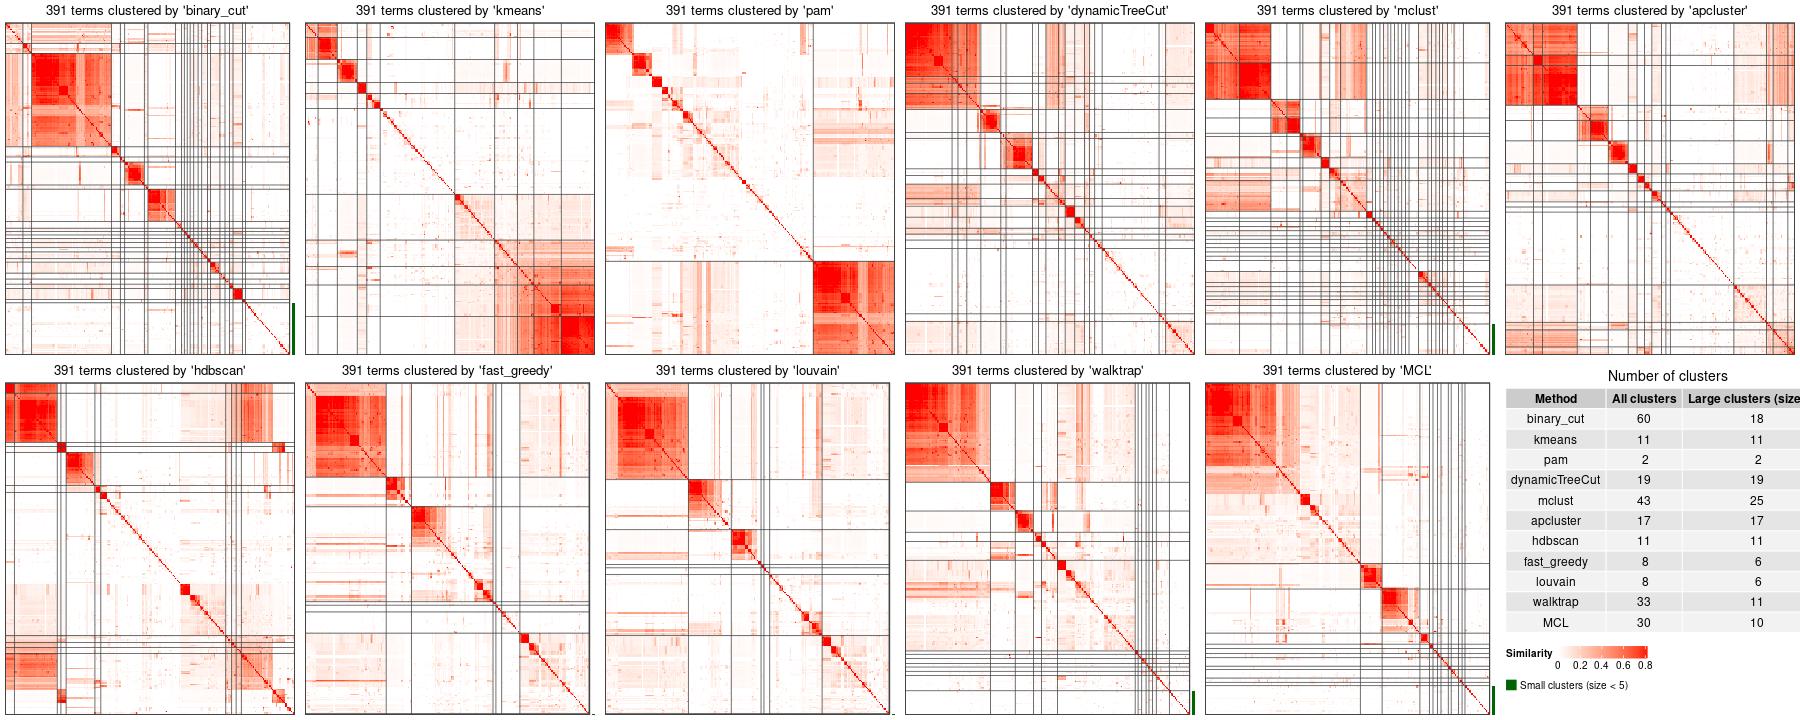 391 terms clustered by 'binary_cut'
391 terms clustered by 'kmeans'
391 terms clustered by 'pam'
391 terms clustered by 'dynamicTreeCut'
391 terms clustered by 'mclust'
391 terms clustered by 'apcluster'
391 terms clustered by 'hdbscan'
391 terms clustered by 'fast_greedy'
391 terms clustered by 'louvain'
391 terms clustered by 'walktrap'
391 terms clustered by 'MCL'
Number of clusters
Method All clusters Large clusters (size
binary_cut 60 18
kmeans 11 11
pam 2 2
dynamicTreeCut 19 19
mclust 43 25
apcluster 17 17
hdbscan 11 11
fast_greedy 8 6
louvain 8 6
walktrap 33 11
MCL 30 10
Similarity
0 0.2 0.4 0.6 0.8
Small clusters (size < 5)